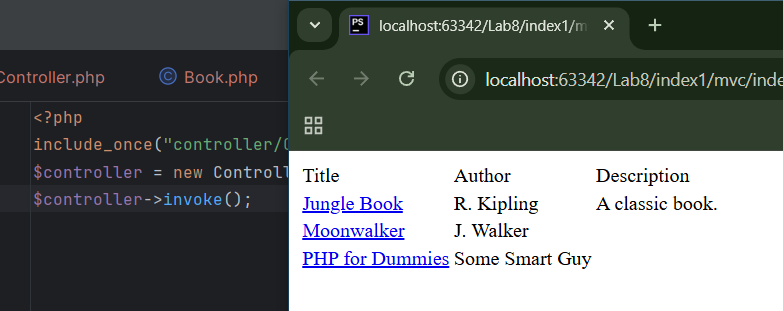 Controller.php
Book.php
<?php
include_once("controller/
$controller = new Controll
$controller->invoke();
PS
localhost:63342/Lab8/index1/m
localhost:63342/Lab8/index1/mvc/inde
Title Author Description
Jungle Book R. Kipling A classic book.
Moonwalker J. Walker
PHP for Dummies Some Smart Guy